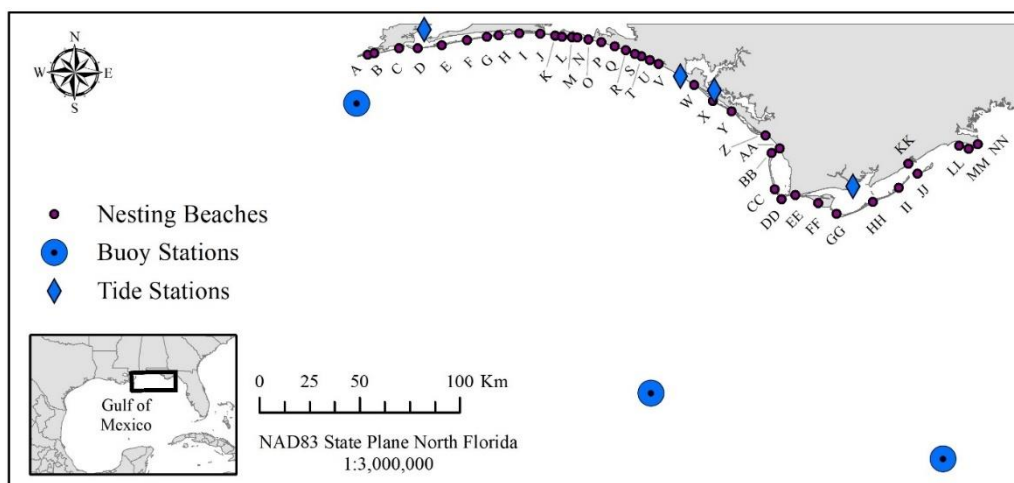 N
W E
S
A
B
C
D
E
F
G
H
I
J
K
L
M
N
O
P
Q
R
S
T
U
V
W
X
Y
Z
AA
BB
CC
DD
EE
FF
GG
HH
II
JJ
KK
LL
MM
NN
Nesting Beaches
Buoy Stations
Tide Stations
Gulf of
Mexico
0 25 50 100 Km
NAD83 State Plane North Florida
1:3,000,000